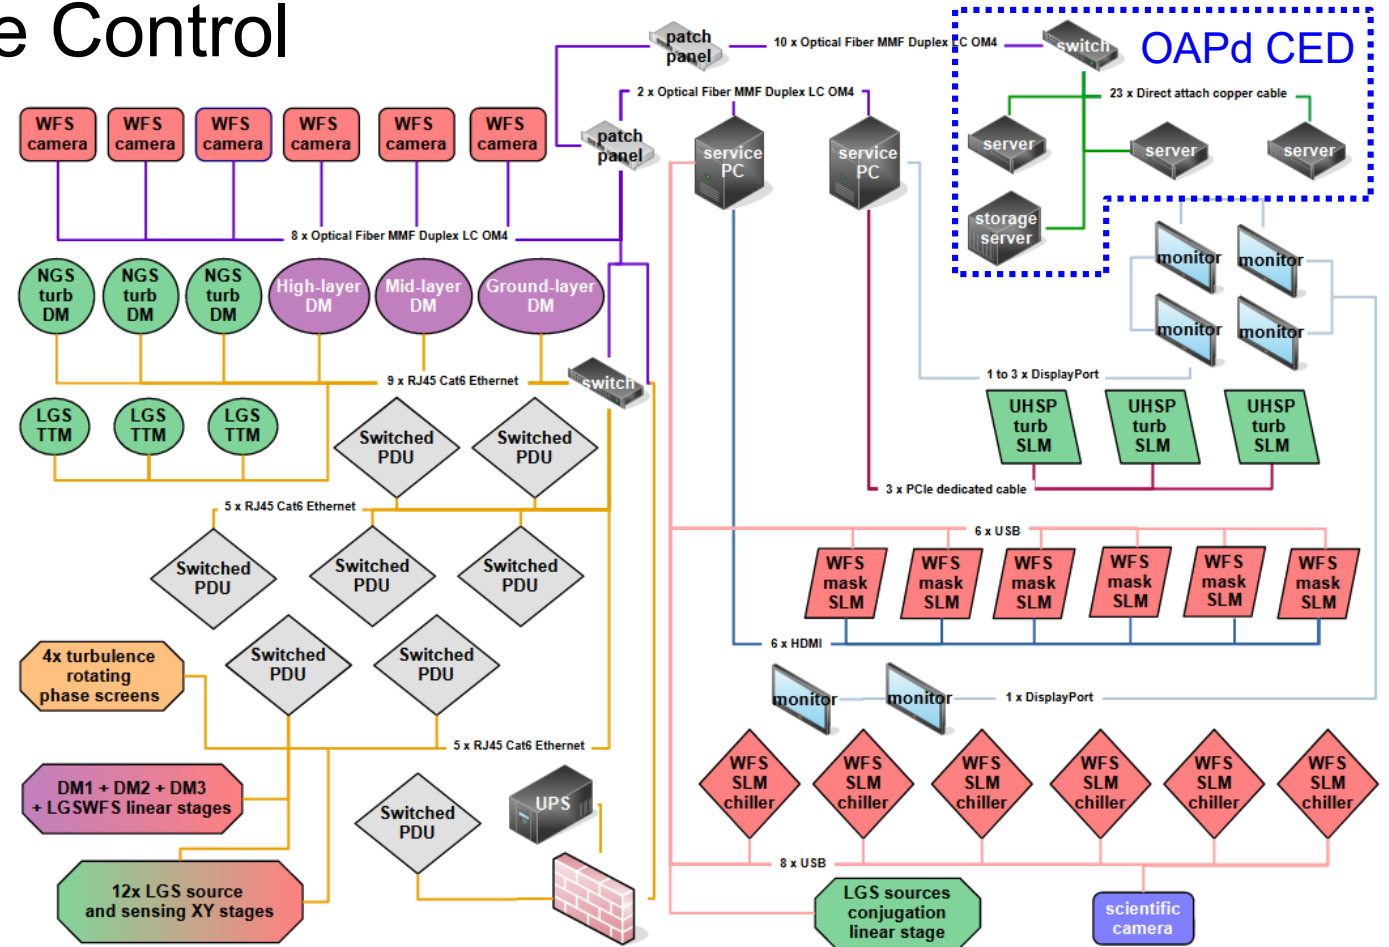 e Control
OAPd CED
patch
panel
10 x Optical Fiber MMF Duplex LC OM4
switch
2 x Optical Fiber MMF Duplex LC OM4
23 x Direct attach copper cable
WFS
camera
WFS
camera
WFS
camera
WFS
camera
WFS
camera
WFS
camera
patch
panel
service
PC
service
PC
server
server
server
storage
server
8 x Optical Fiber MMF Duplex LC OM4
NGS
turb
DM
NGS
turb
DM
NGS
turb
DM
High-layer
DM
Mid-layer
DM
Ground-layer
DM
monitor
monitor
monitor
monitor
9 x RJ45 Cat6 Ethernet
switch
1 to 3 x DisplayPort
LGS
TTM
LGS
TTM
LGS
TTM
Switched
PDU
Switched
PDU
UHSP
turb
SLM
UHSP
turb
SLM
UHSP
turb
SLM
3 x PCIe dedicated cable
5 x RJ45 Cat6 Ethernet
6 x USB
Switched
PDU
Switched
PDU
Switched
PDU
WFS
mask
SLM
WFS
mask
SLM
WFS
mask
SLM
WFS
mask
SLM
WFS
mask
SLM
WFS
mask
SLM
6 x HDMI
4x turbulence
rotating
phase screens
Switched
PDU
Switched
PDU
monitor
monitor
1 x DisplayPort
5 x RJ45 Cat6 Ethernet
DM1 + DM2 + DM3
+ LGSWFS linear stages
Switched
PDU
UPS
WFS
SLM
chiller
WFS
SLM
chiller
WFS
SLM
chiller
WFS
SLM
chiller
WFS
SLM
chiller
WFS
SLM
chiller
8 x USB
12x LGS source
and sensing XY stages
LGS sources
conjugation
linear stage
scientific
camera